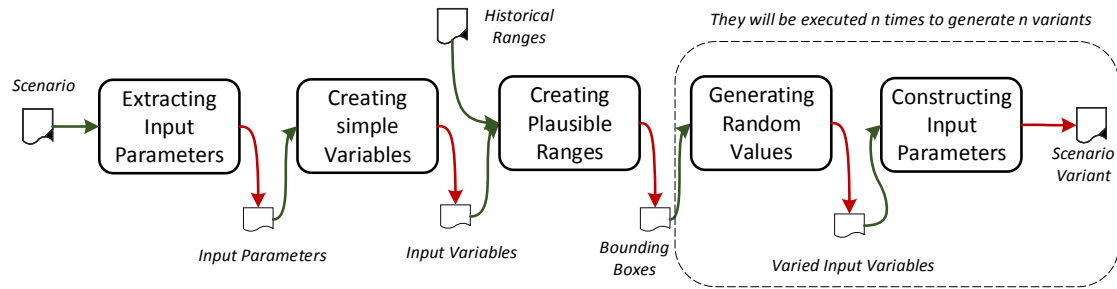 They will be executed n times to generate n variants
Historical
Ranges
Scenario
Extracting
Input
Parameters
Creating
simple
Variables
Creating
Plausible
Ranges
Generating
Random
Values
Constructing
Input
Parameters
Scenario
Variant
Input Parameters
Input Variables
Bounding
Boxes
Varied Input Variables